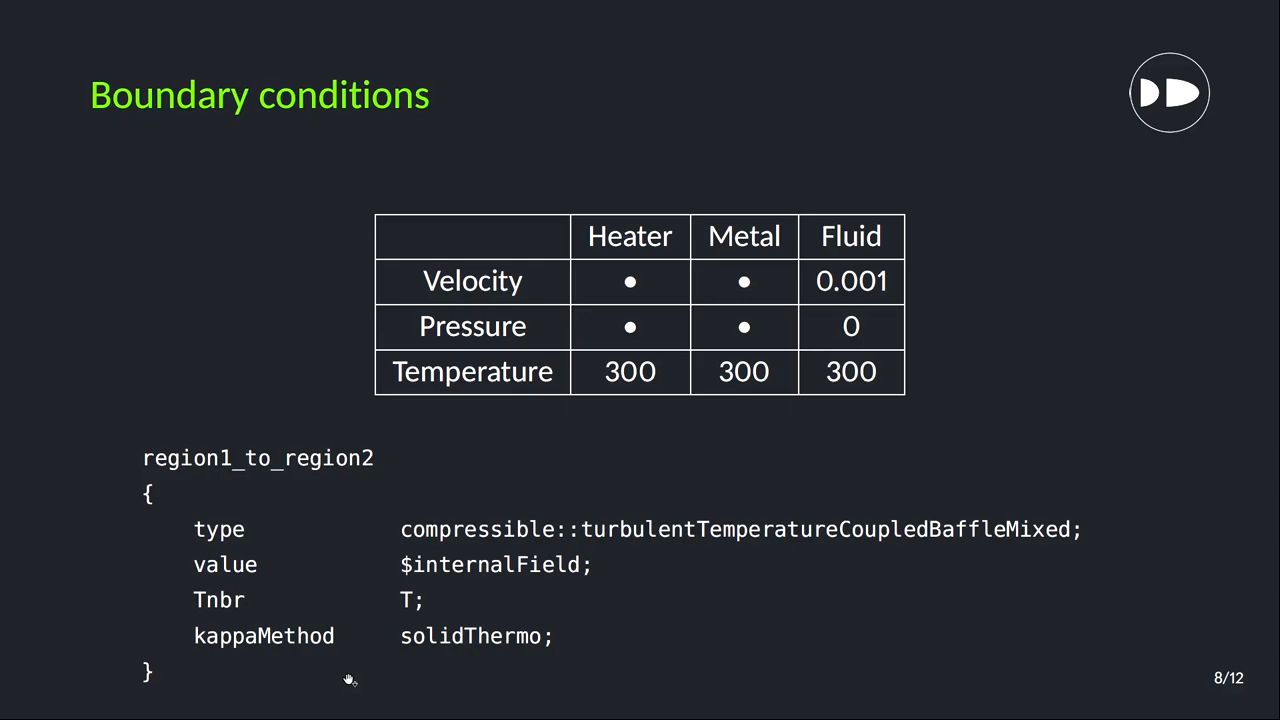 Boundary conditions
Heater Metal Fluid
Velocity • • 0.001
Pressure • • 0
Temperature 300 300 300
region1_to_region2
{
    type            compressible::turbulentTemperatureCoupledBaffleMixed;
    value           $internalField;
    Tnbr            T;
    kappaMethod     solidThermo;
}
8/12